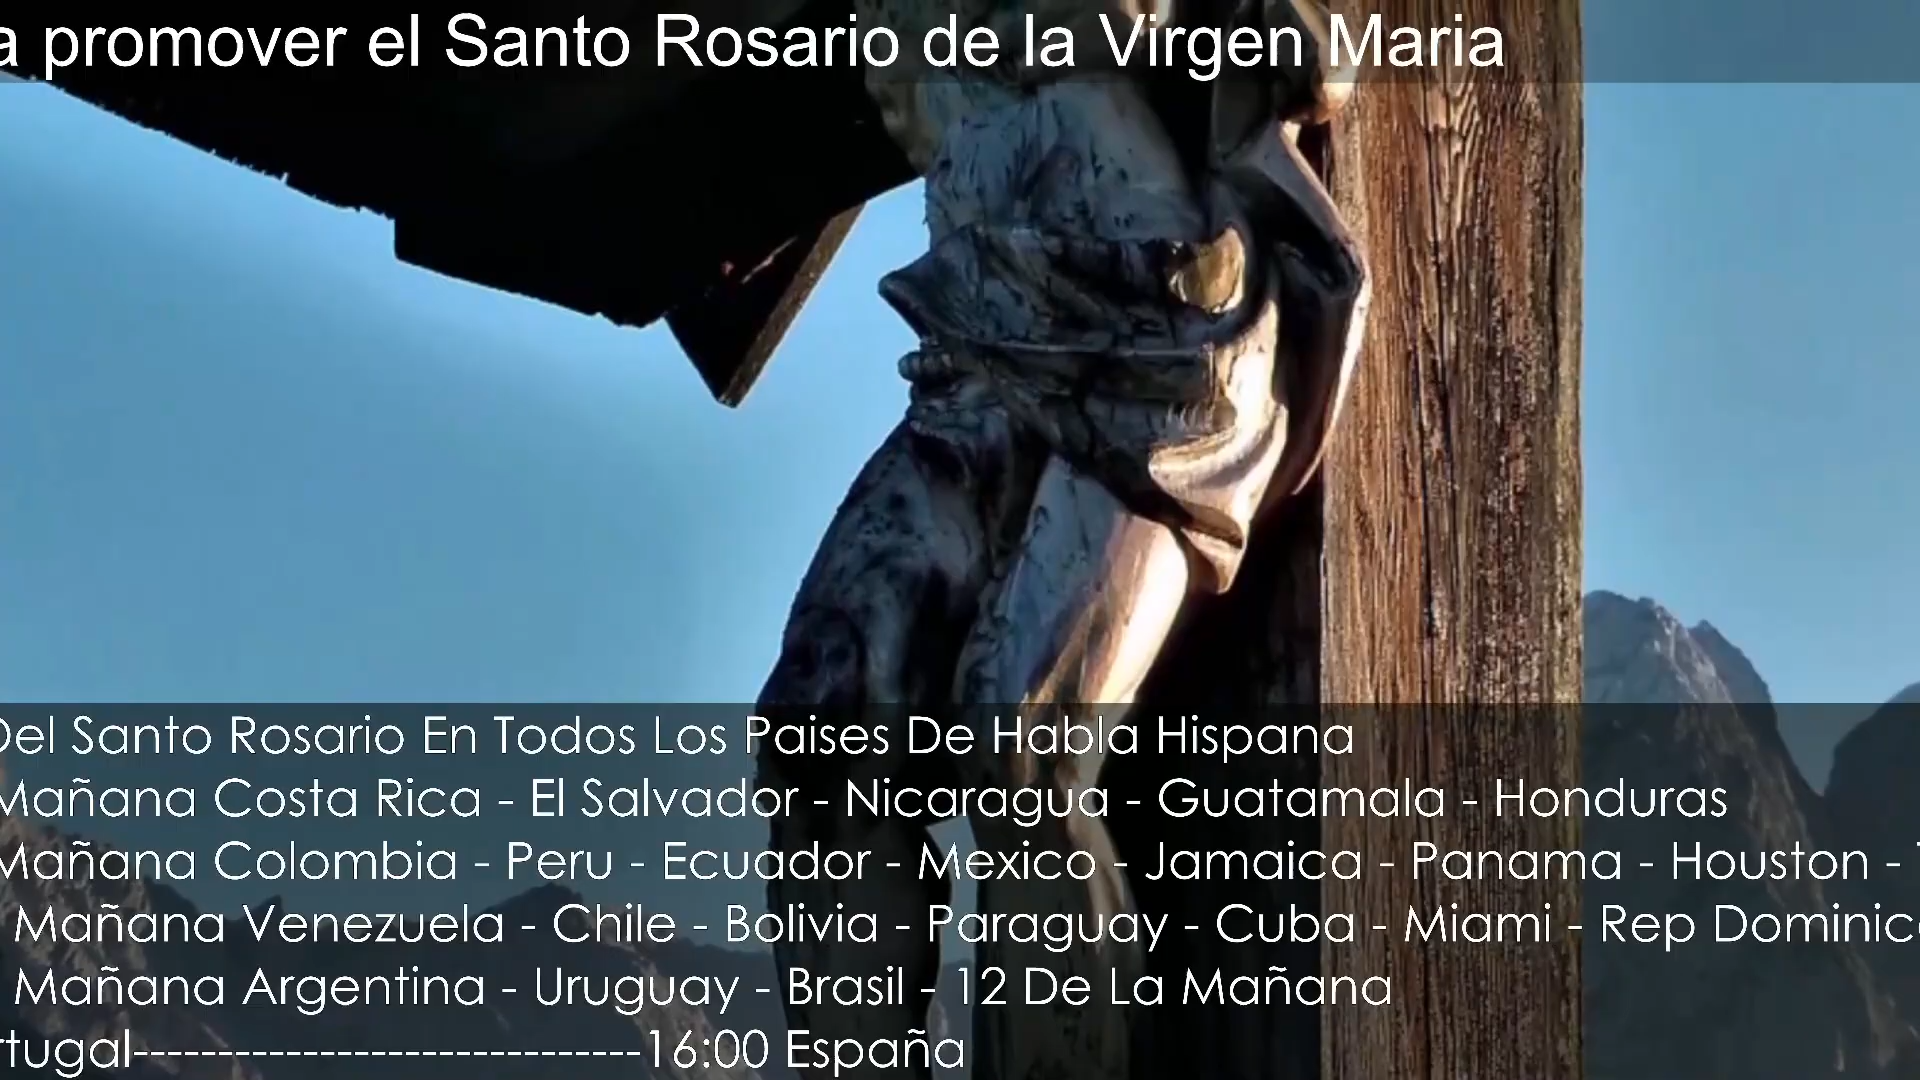 a promover el Santo Rosario de la Virgen Maria
Del Santo Rosario En Todos Los Paises De Habla Hispana
Mañana Costa Rica - El Salvador - Nicaragua - Guatamala - Honduras
Mañana Colombia - Peru - Ecuador - Mexico - Jamaica - Panama - Houston -
Mañana Venezuela - Chile - Bolivia - Paraguay - Cuba - Miami - Rep Dominic
Mañana Argentina - Uruguay - Brasil - 12 De La Mañana
rtugal------------------------------16:00 España